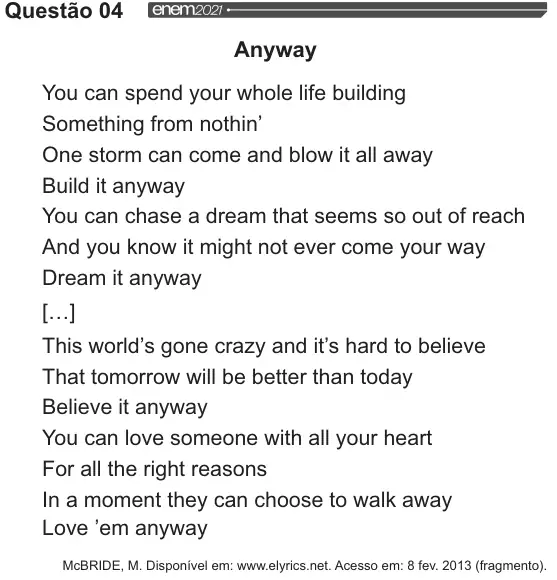 Questão 04 enem2021
Anyway
You can spend your whole life building
Something from nothin’
One storm can come and blow it all away
Build it anyway
You can chase a dream that seems so out of reach
And you know it might not ever come your way
Dream it anyway
[…]
This world’s gone crazy and it’s hard to believe
That tomorrow will be better than today
Believe it anyway
You can love someone with all your heart
For all the right reasons
In a moment they can choose to walk away
Love ’em anyway
McBRIDE, M. Disponível em: www.elyrics.net. Acesso em: 8 fev. 2013 (fragmento).